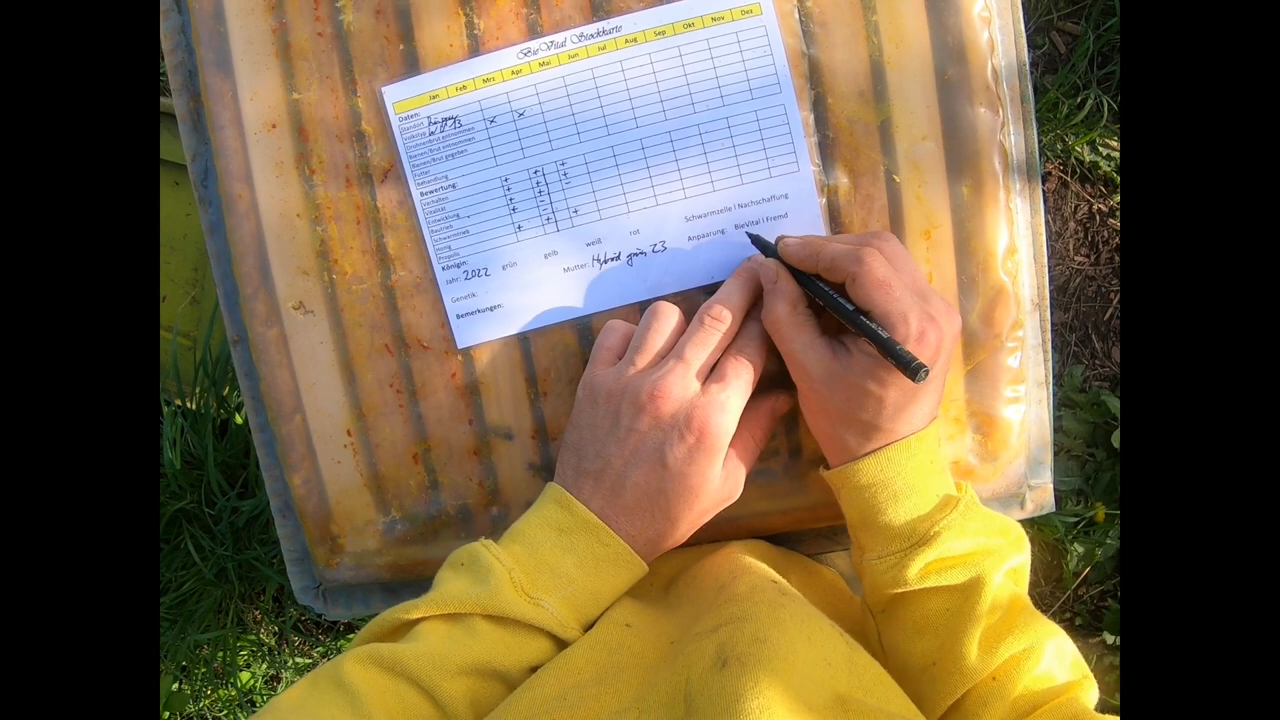 BieVital Stockkarte
Jan Feb Mrz Apr Mai Jun Jul Aug Sep Okt Nov Dez
Daten:
Standort
Volkstyp
Drohnenbrut entnommen x x
Bienen/Brut entnommen
Bienen/Brut gegeben
Futter
Behandlung
Bewertung:
Verhalten + + +
Vitalität + + +
Entwicklung + + -
Bautrieb + -
Schwarmtrieb - +
Honig + +
Propolis
Königin:
Jahr: 2022 grün gelb weiß rot Schwarmzelle I Nachschaffung
Genetik: Mutter: Hybrid grün 23 Anpaarung: BieVital I Fremd
Bemerkungen: